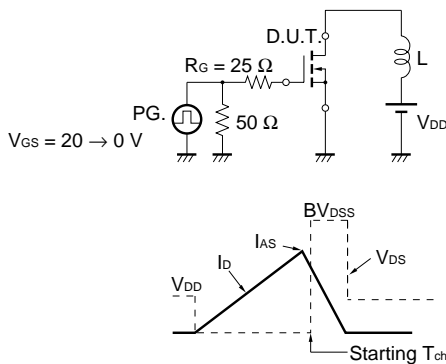 D.U.T.
RG = 25 Ω
L
PG.
50 Ω
VDD
VGS = 20 → 0 V
BVDSS
IAS
ID
VDS
VDD
Starting Tch